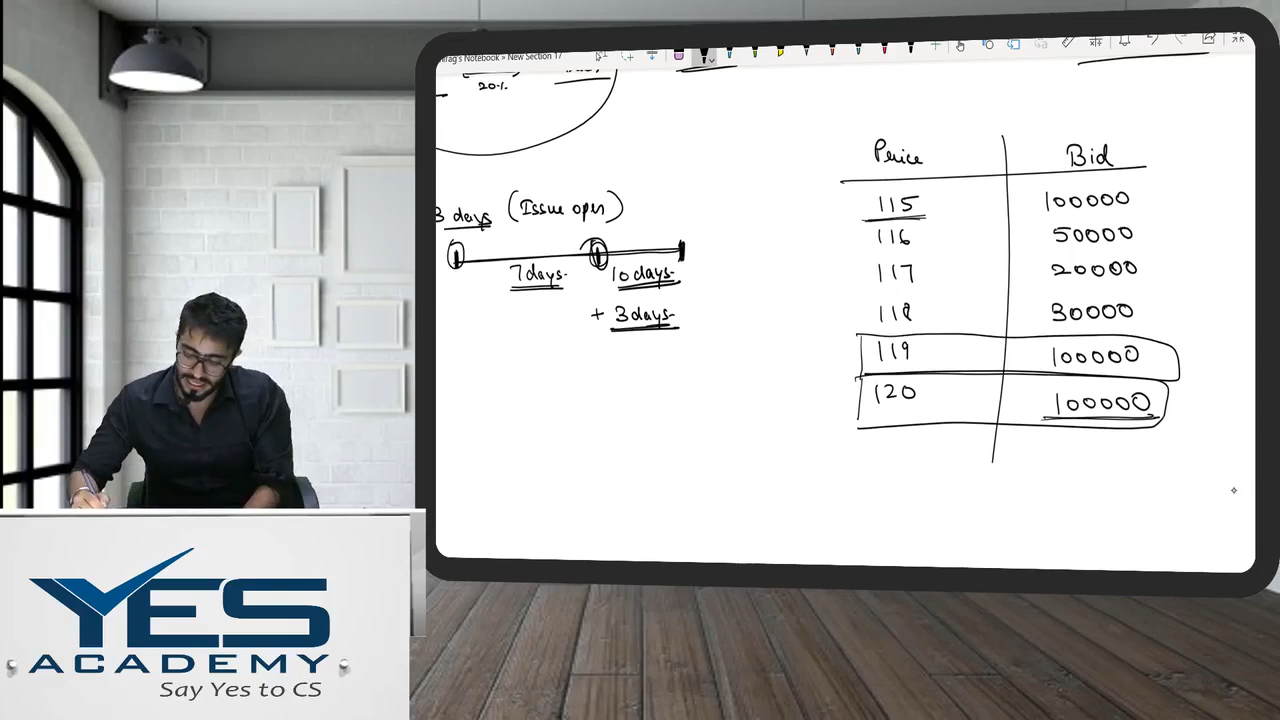 nirag's Notebook » New Section 17
20%
3 days (Issue open)
7 days
10 days
+ 3 days
Price Bid
115 100000
116 50000
117 20000
118 30000
119 100000
120 100000
YES
ACADEMY
Say Yes to CS